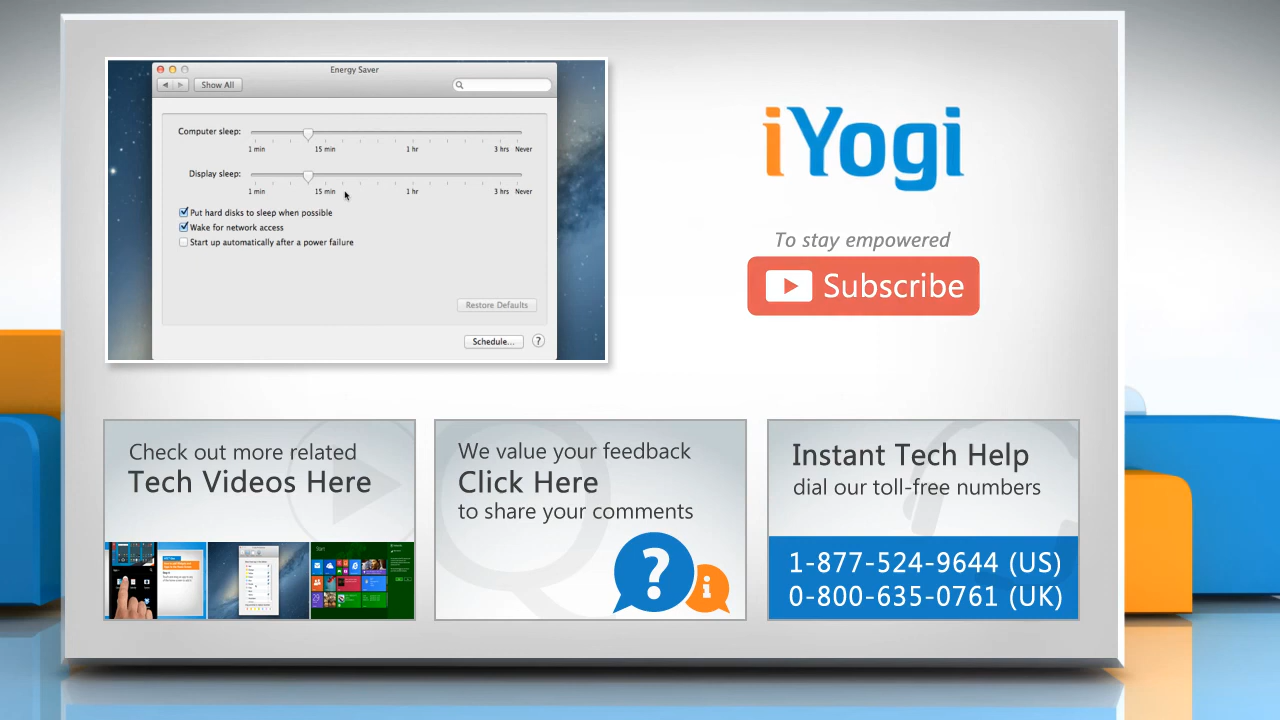 Energy Saver
Show All
Computer sleep:
1 min 15 min 1 hr 3 hrs Never
Display sleep:
1 min 15 min 1 hr 3 hrs Never
Put hard disks to sleep when possible
Wake for network access
Start up automatically after a power failure
Restore Defaults
Schedule... ?
iYogi
To stay empowered
Subscribe
Check out more related
Tech Videos Here
Start
We value your feedback
Click Here
to share your comments
? i
Instant Tech Help
dial our toll-free numbers
1-877-524-9644 (US)
0-800-635-0761 (UK)